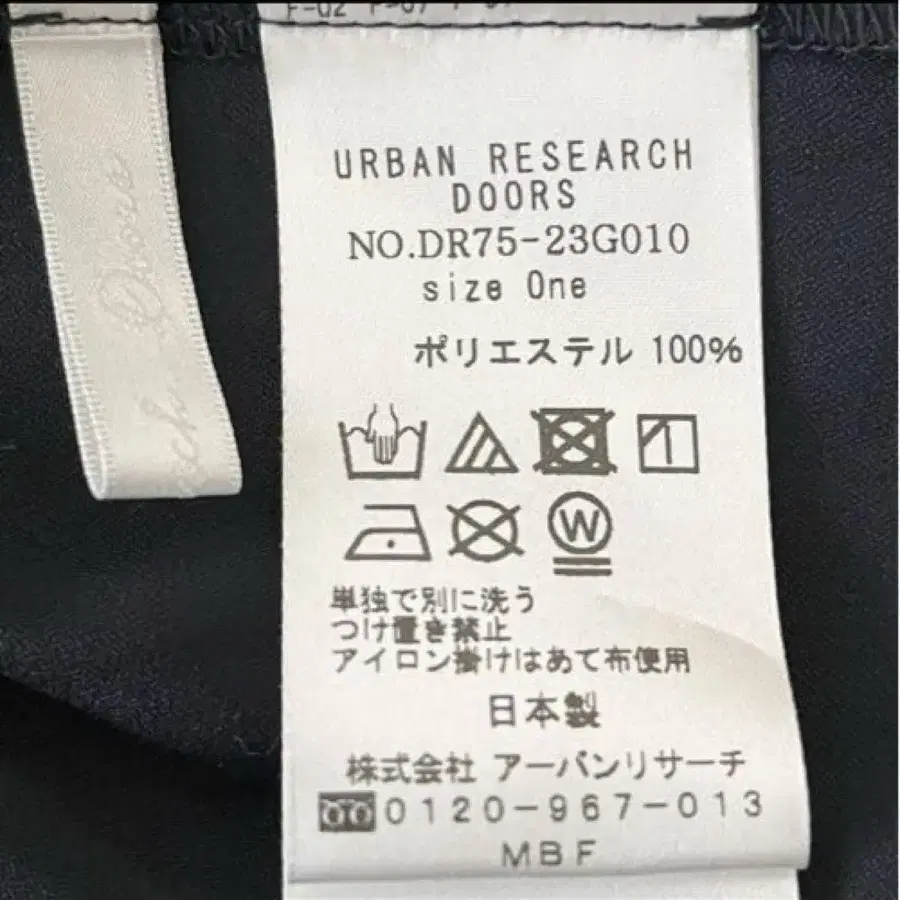 URBAN RESEARCH
DOORS
NO.DR75-23G010
size One
ポリエステル 100%
W
単独で別に洗う
つけ置き禁止
アイロン掛けはあて布使用
日本製
株式会社 アーバンリサーチ
0120-967-013
MBF